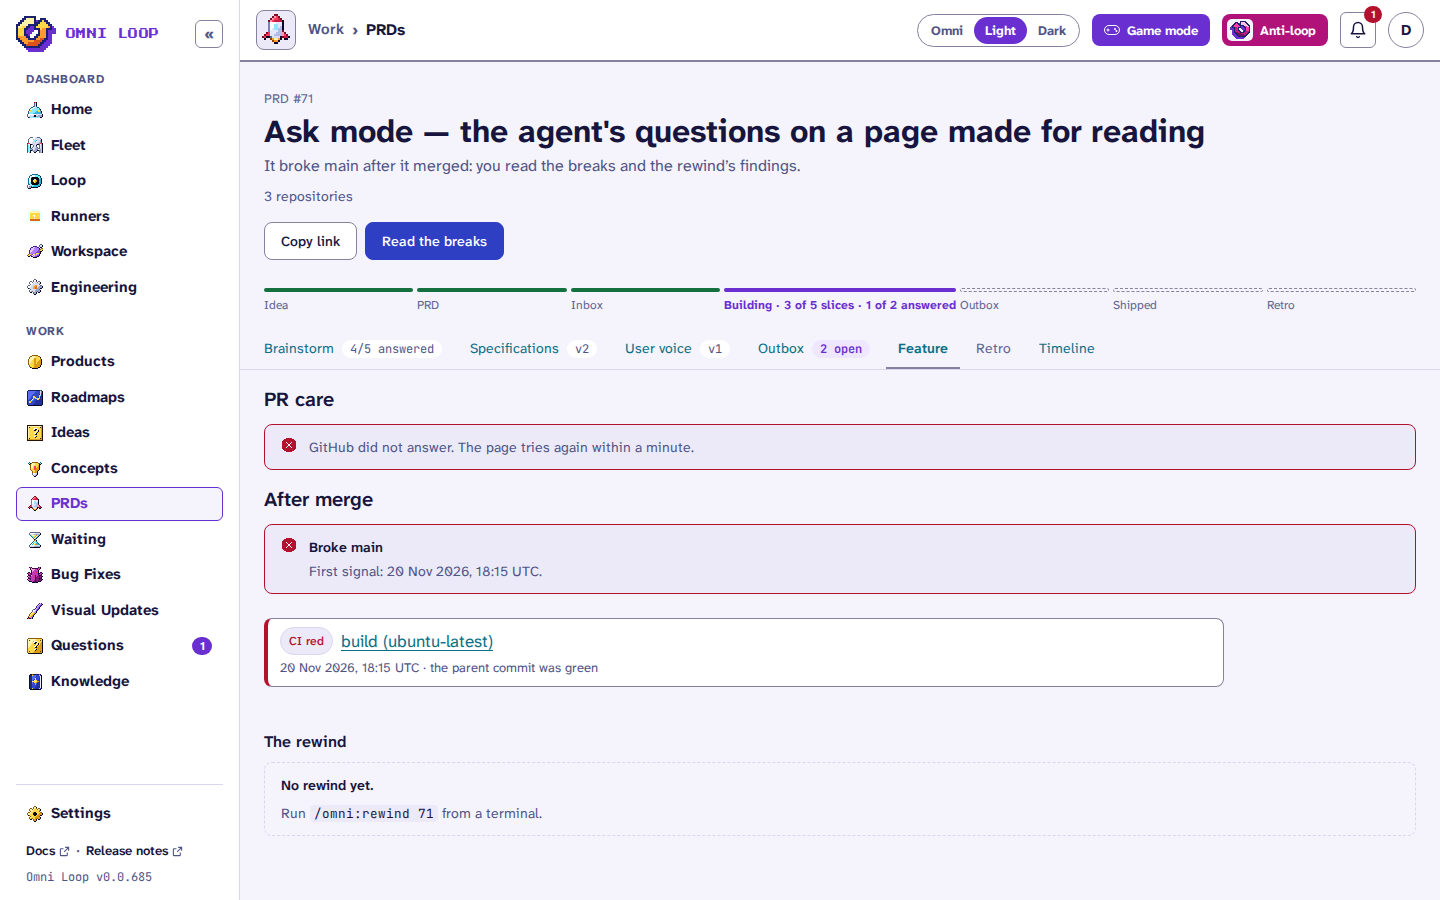 OMNI LOOP
«
DASHBOARD
Home
Fleet
Loop
Runners
Workspace
Engineering
WORK
Products
Roadmaps
Ideas
Concepts
PRDs
Waiting
Bug Fixes
Visual Updates
Questions 1
Knowledge
Settings
Docs · Release notes
Omni Loop v0.0.685
Work › PRDs
Omni Light Dark
Game mode
Anti-loop
1
D
PRD #71
Ask mode — the agent's questions on a page made for reading
It broke main after it merged: you read the breaks and the rewind’s findings.
3 repositories
Copy link
Read the breaks
Idea PRD Inbox Building · 3 of 5 slices · 1 of 2 answered Outbox Shipped Retro
Brainstorm 4/5 answered Specifications v2 User voice v1 Outbox 2 open Feature Retro Timeline
PR care
GitHub did not answer. The page tries again within a minute.
After merge
Broke main
First signal: 20 Nov 2026, 18:15 UTC.
CI red build (ubuntu-latest)
20 Nov 2026, 18:15 UTC · the parent commit was green
The rewind
No rewind yet.
Run /omni:rewind 71 from a terminal.